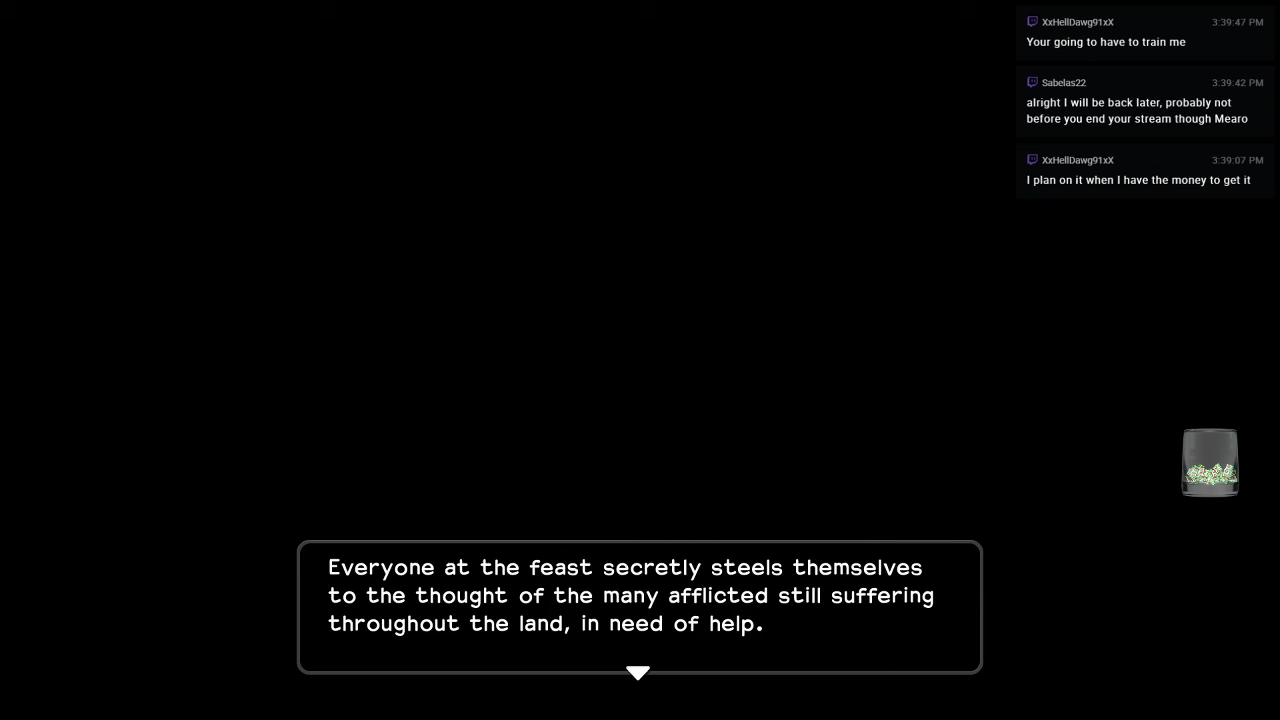 XxHellDawg91xX 3:39:47 PM
Your going to have to train me
Sabelas22 3:39:42 PM
alright I will be back later, probably not
before you end your stream though Mearo
XxHellDawg91xX 3:39:07 PM
I plan on it when I have the money to get it
Everyone at the feast secretly steels themselves
to the thought of the many afflicted still suffering
throughout the land, in need of help.